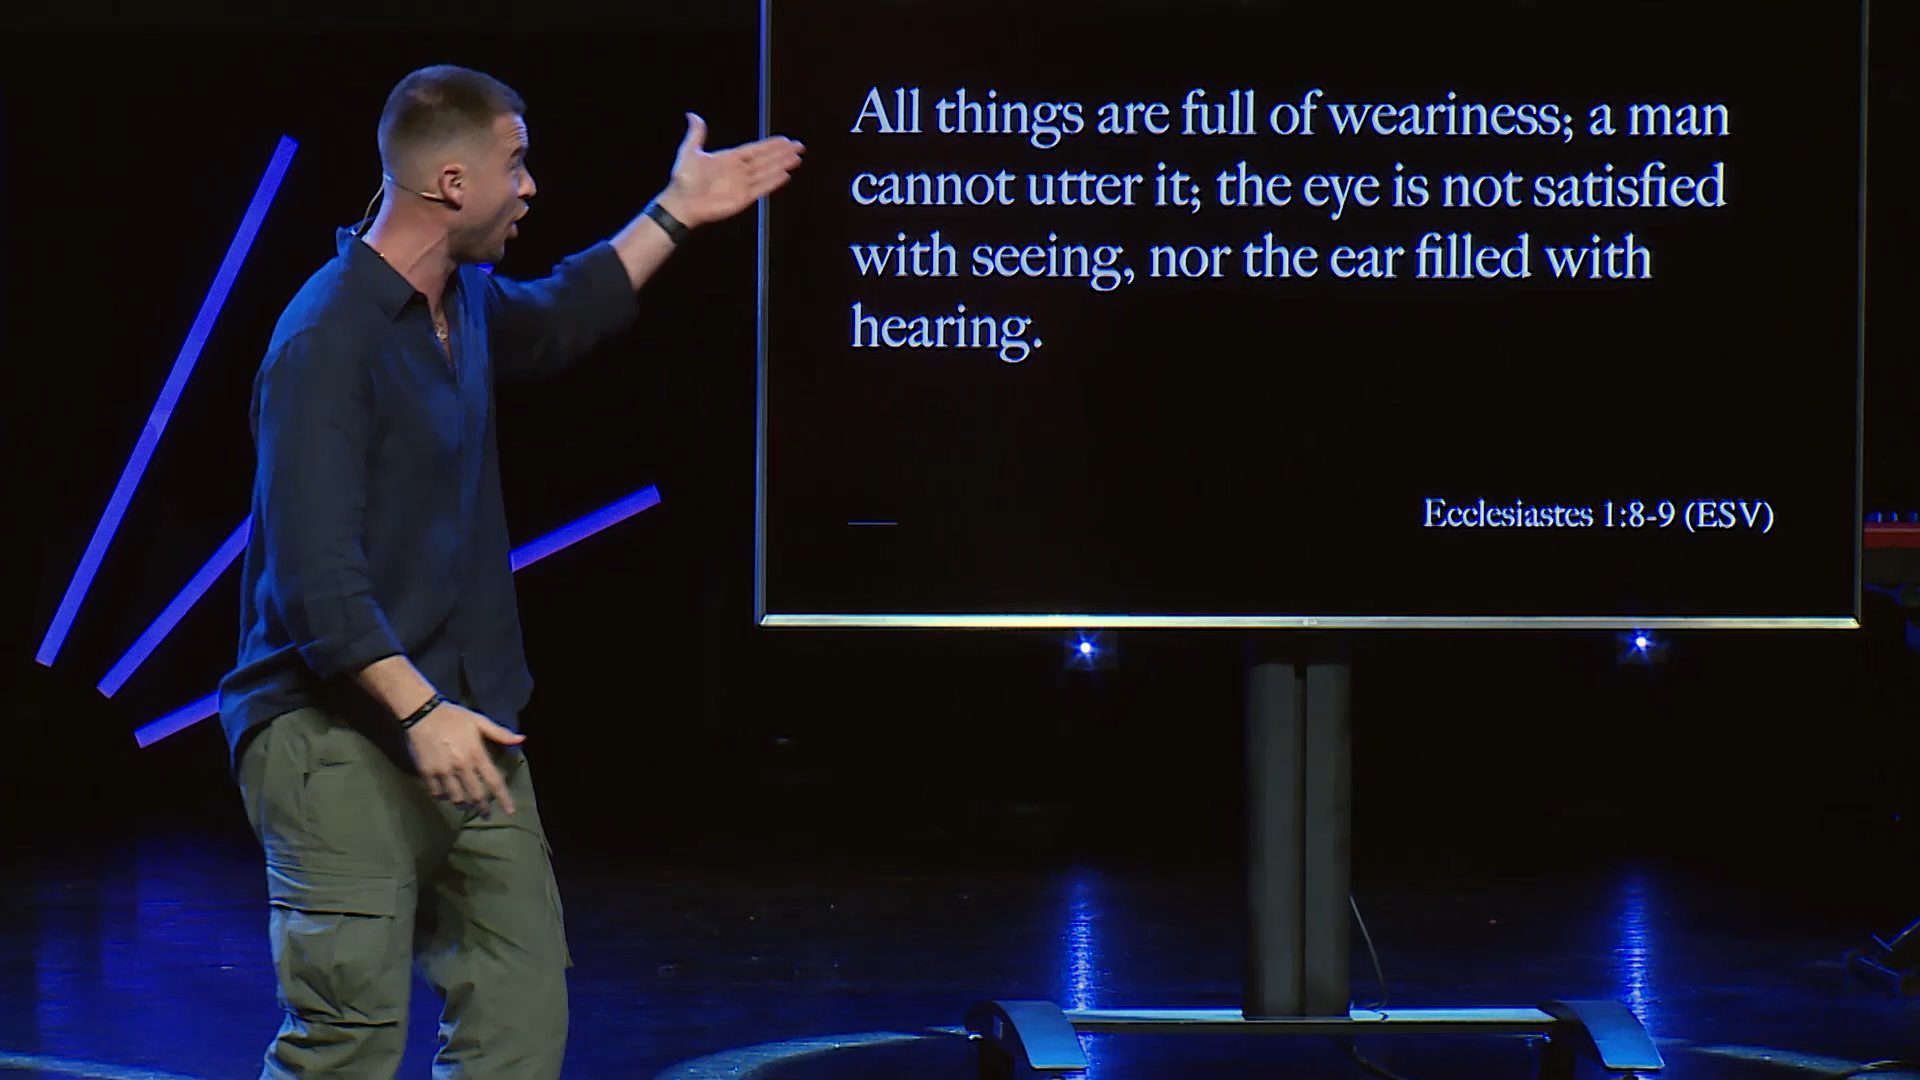 All things are full of weariness; a man
cannot utter it; the eye is not satisfied
with seeing, nor the ear filled with
hearing.
Ecclesiastes 1:8-9 (ESV)